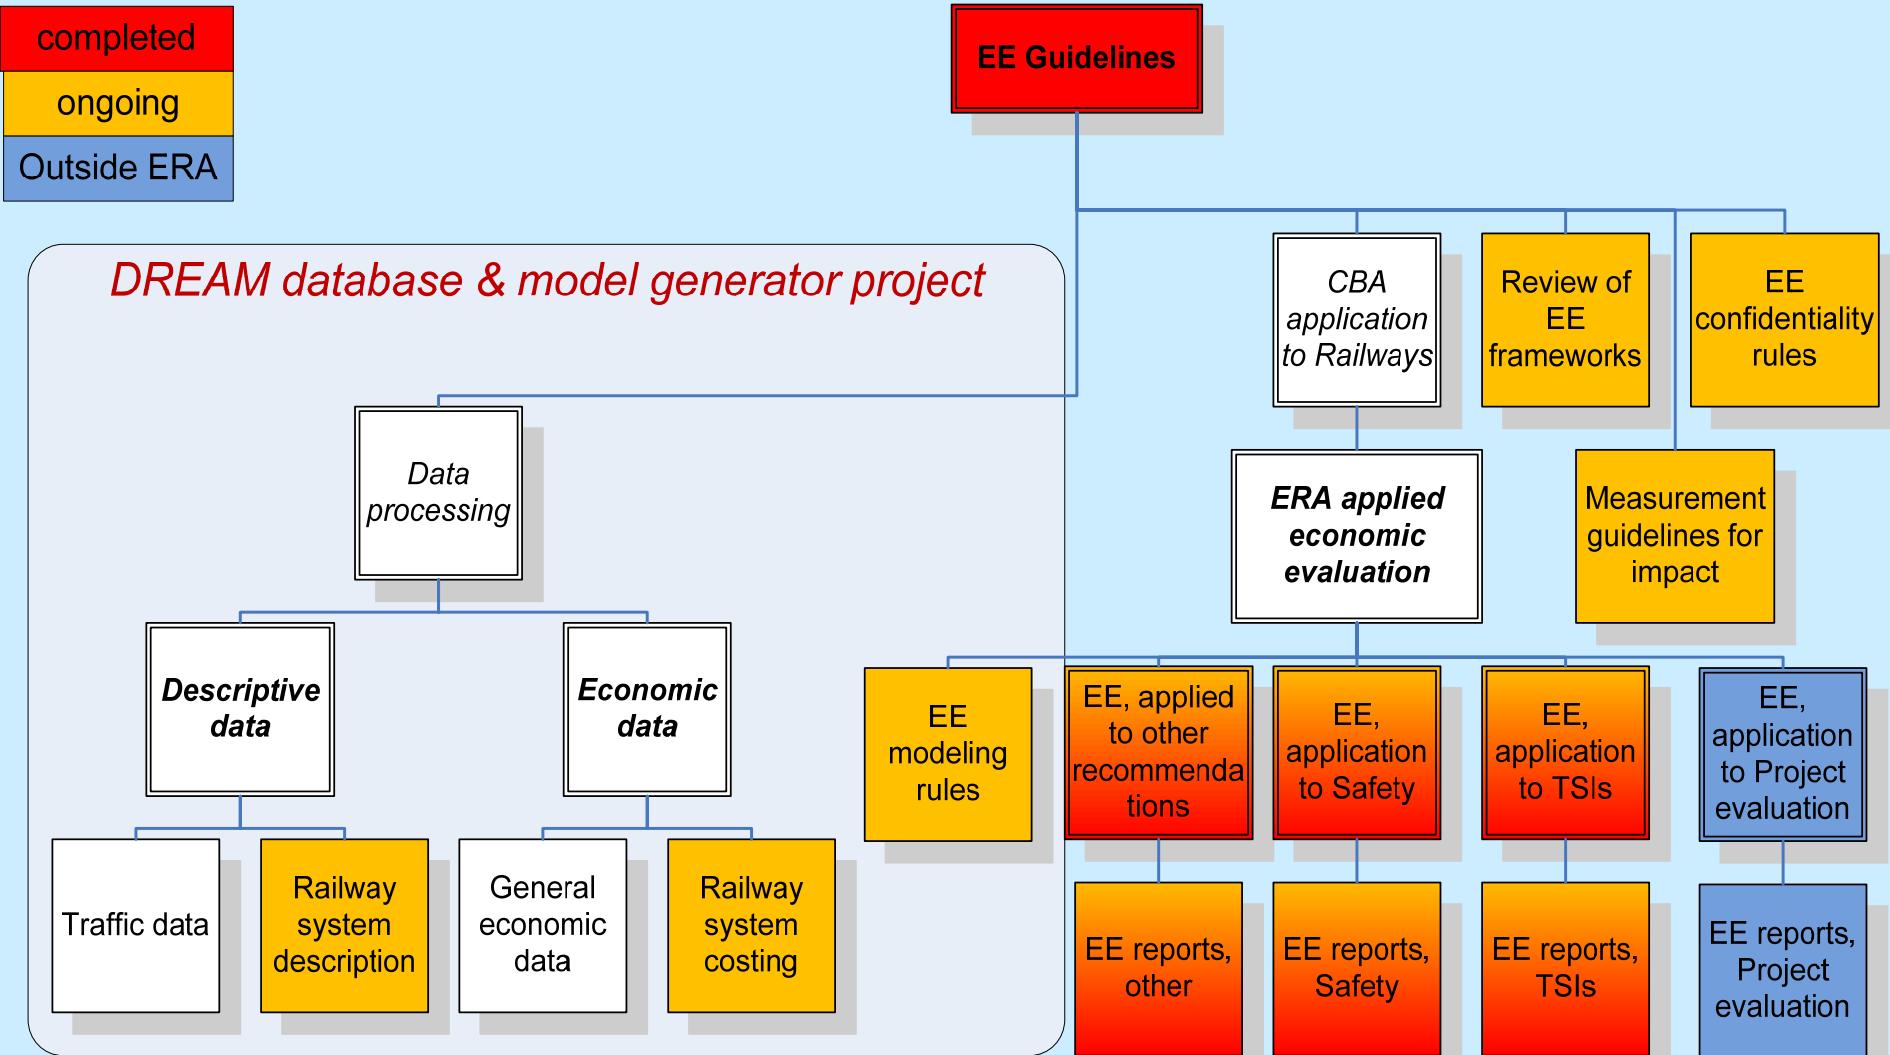 completed
ongoing
Outside ERA
EE Guidelines
DREAM database & model generator project
CBA
application
to Railways
Review of
EE
frameworks
EE
confidentiality
rules
Data
processing
ERA applied
economic
evaluation
Measurement
guidelines for
impact
Descriptive
data
Economic
data
EE
modeling
rules
EE, applied
to other
recommenda
tions
EE,
application
to Safety
EE,
application
to TSIs
EE,
application
to Project
evaluation
Traffic data
Railway
system
description
General
economic
data
Railway
system
costing
EE reports,
other
EE reports,
Safety
EE reports,
TSIs
EE reports,
Project
evaluation